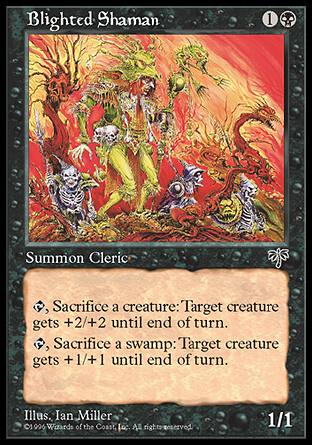 Blighted Shaman 1
Summon Cleric
, Sacrifice a creature: Target creature
gets +2/+2 until end of turn.
, Sacrifice a swamp: Target creature
gets +1/+1 until end of turn.
Illus. Ian Miller
©1996 Wizards of the Coast, Inc. All rights reserved.
1/1